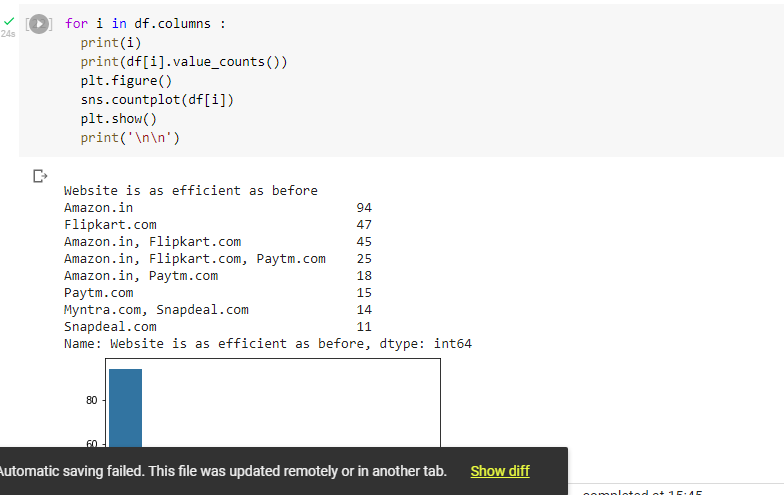 for i in df.columns :
print(i)
print(df[i].value_counts())
plt.figure()
sns.countplot(df[i])
plt.show()
print('\n\n')
24s
Website is as efficient as before
Amazon.in 94
Flipkart.com 47
Amazon.in, Flipkart.com 45
Amazon.in, Flipkart.com, Paytm.com 25
Amazon.in, Paytm.com 18
Paytm.com 15
Myntra.com, Snapdeal.com 14
Snapdeal.com 11
Name: Website is as efficient as before, dtype: int64
80
60
Automatic saving failed. This file was updated remotely or in another tab. Show diff
completed at 15:45